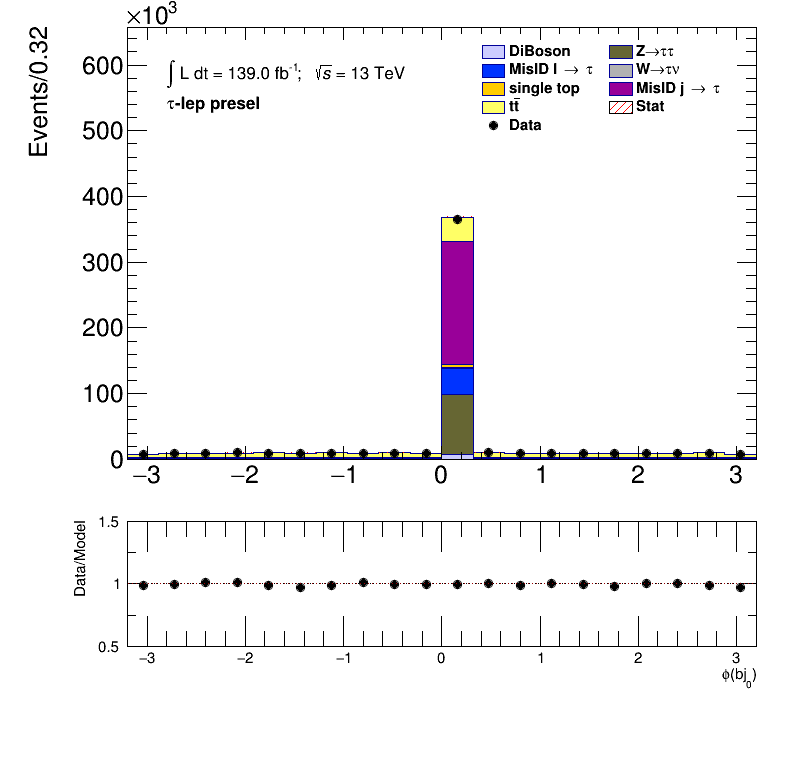 ×10³
Events/0.32
600
500
400
300
200
100
0
∫ L dt = 139.0 fb⁻¹; √s = 13 TeV
τ-lep presel
DiBoson
MisID l → τ
single top
tt̄
Data
Z→ττ
W→τν
MisID j → τ
Stat
−3 −2 −1 0 1 2 3
Data/Model
1.5
1
0.5
−3 −2 −1 0 1 2 3
ϕ(bj₀)